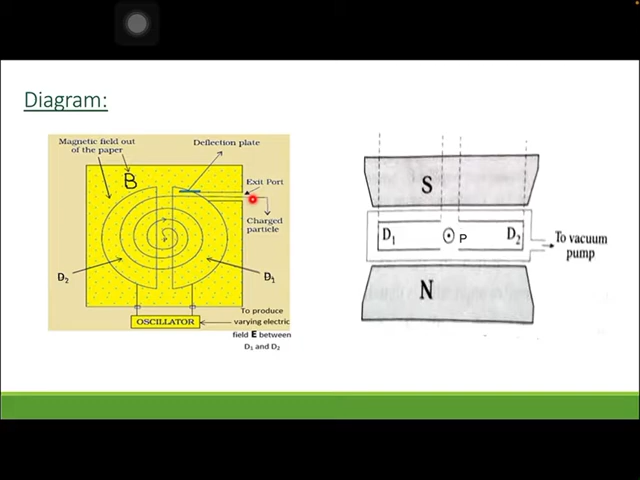 Diagram:
Magnetic field out
of the paper
B
Deflection plate
Exit Port
Charged
particle
P
D₂
D₁
OSCILLATOR
To produce
varying electric
field E between
D₁ and D₂
S
D₁
P
D₂
To vacuum
pump
N